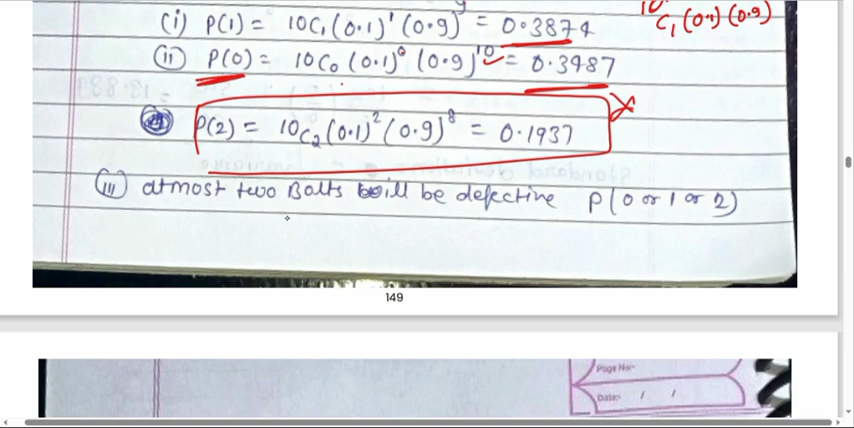 (i) P(1) = 10C₁ (0.1)¹ (0.9)⁹ = 0.3874
10
C₁ (0.1) (0.9)
(ii) P(0) = 10C₀ (0.1)⁰ (0.9)¹⁰ = 0.3487
P(2) = 10C₂ (0.1)² (0.9)⁸ = 0.1937
(iii) atmost two Bolts will be defective P(0 or 1 or 2)
149
Page No:-
Date: / /